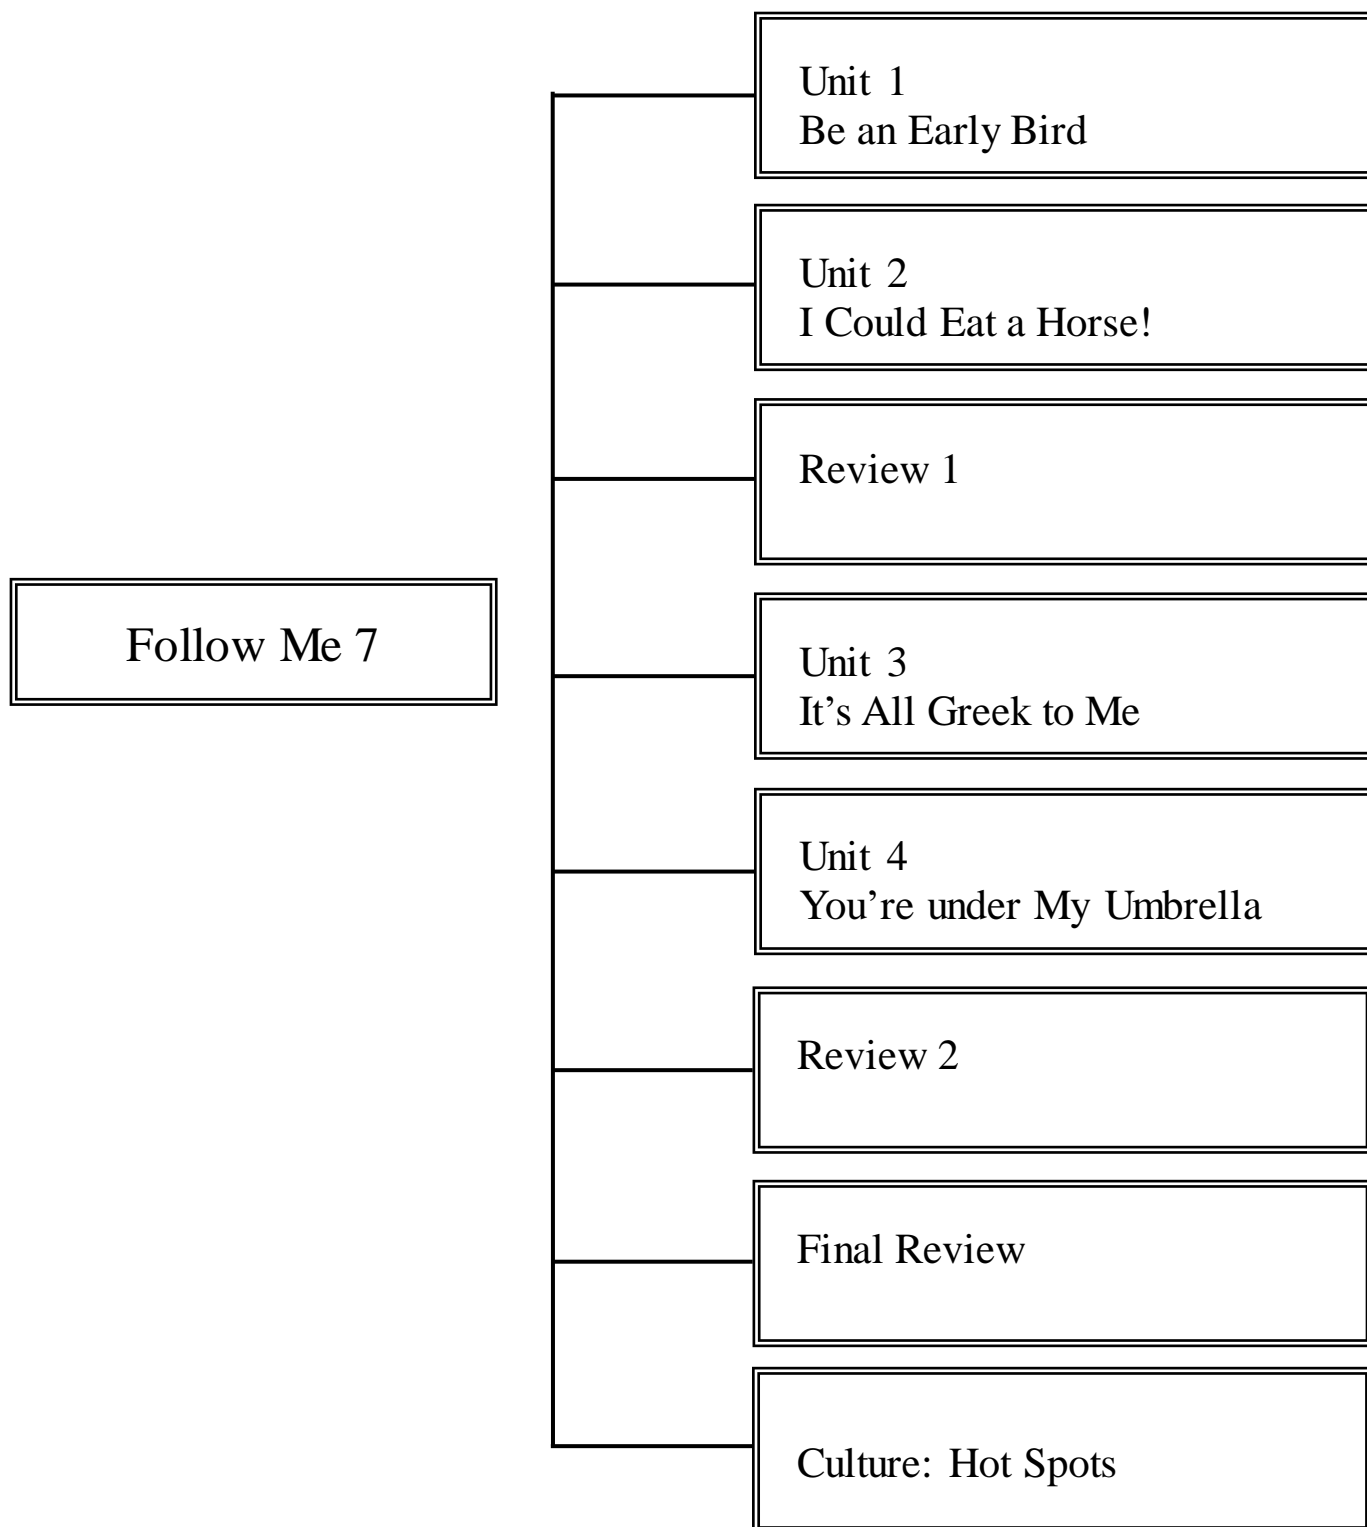 Follow Me 7
Unit 1
Be an Early Bird
Unit 2
I Could Eat a Horse!
Review 1
Unit 3
It's All Greek to Me
Unit 4
You're under My Umbrella
Review 2
Final Review
Culture: Hot Spots